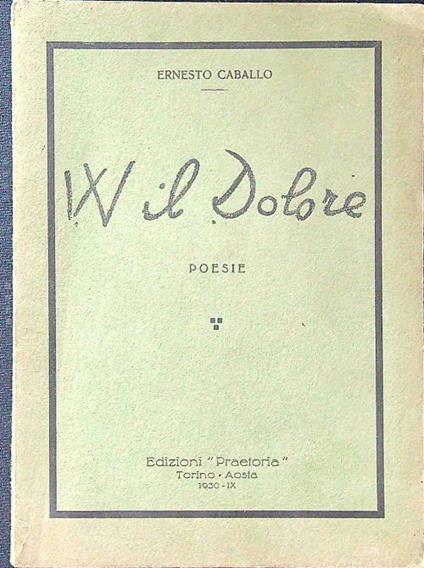 ERNESTO CABALLO
W il Dolore
POESIE
Edizioni "Praetoria"
Torino - Aosta
1930 - IX